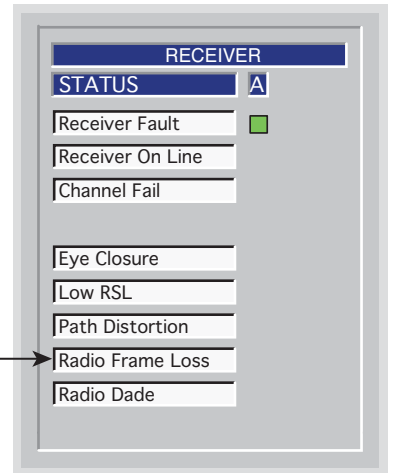 RECEIVER
STATUS A
Receiver Fault
Receiver On Line
Channel Fail
Eye Closure
Low RSL
Path Distortion
Radio Frame Loss
Radio Dade